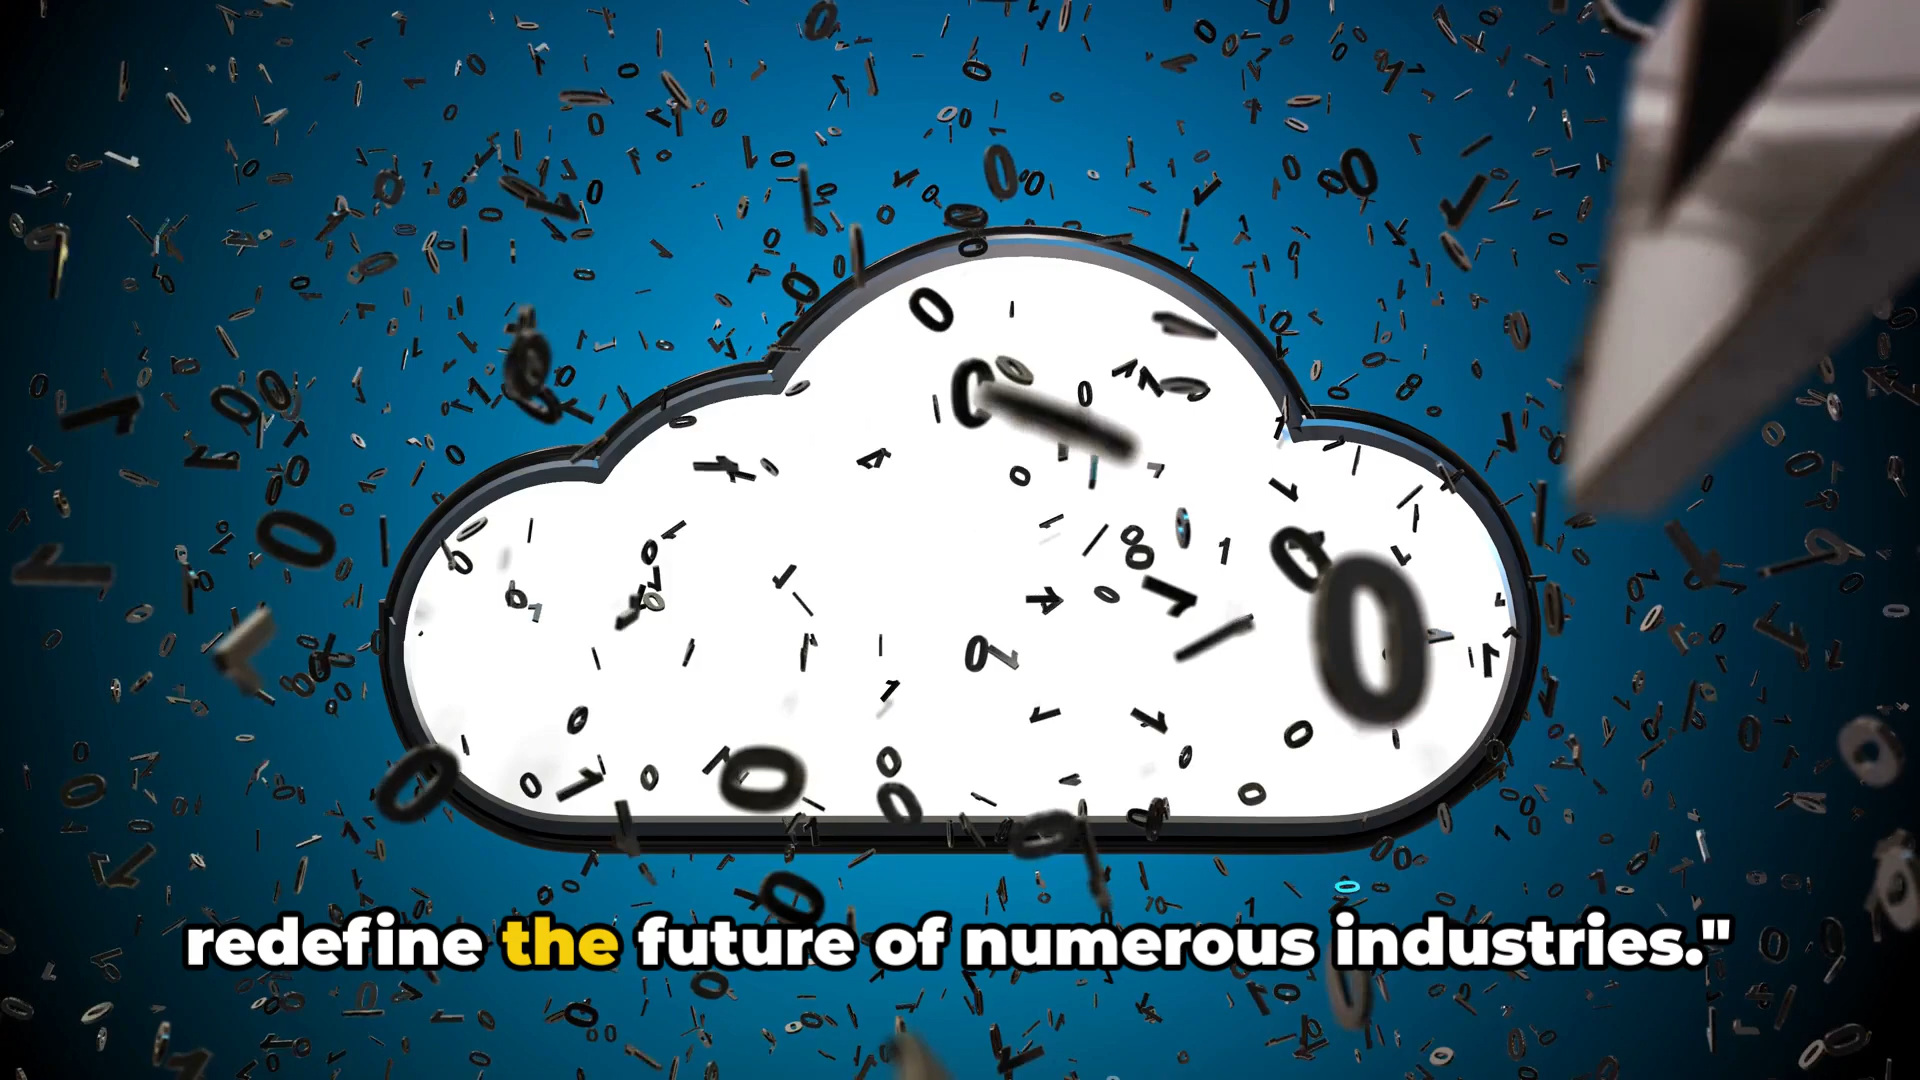 redefine the future of numerous industries."